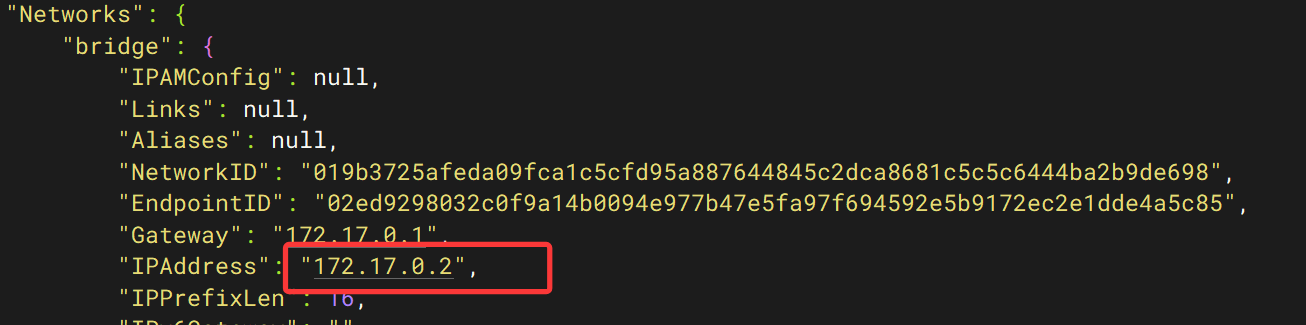 "Networks": {
"bridge": {
"IPAMConfig": null,
"Links": null,
"Aliases": null,
"NetworkID": "019b3725afeda09fca1c5cfd95a887644845c2dca8681c5c5c6444ba2b9de698",
"EndpointID": "02ed9298032c0f9a14b0094e977b47e5fa97f694592e5b9172ec2e1dde4a5c85",
"Gateway": "172.17.0.1",
"IPAddress": "172.17.0.2",
"IPPrefixLen": 16,